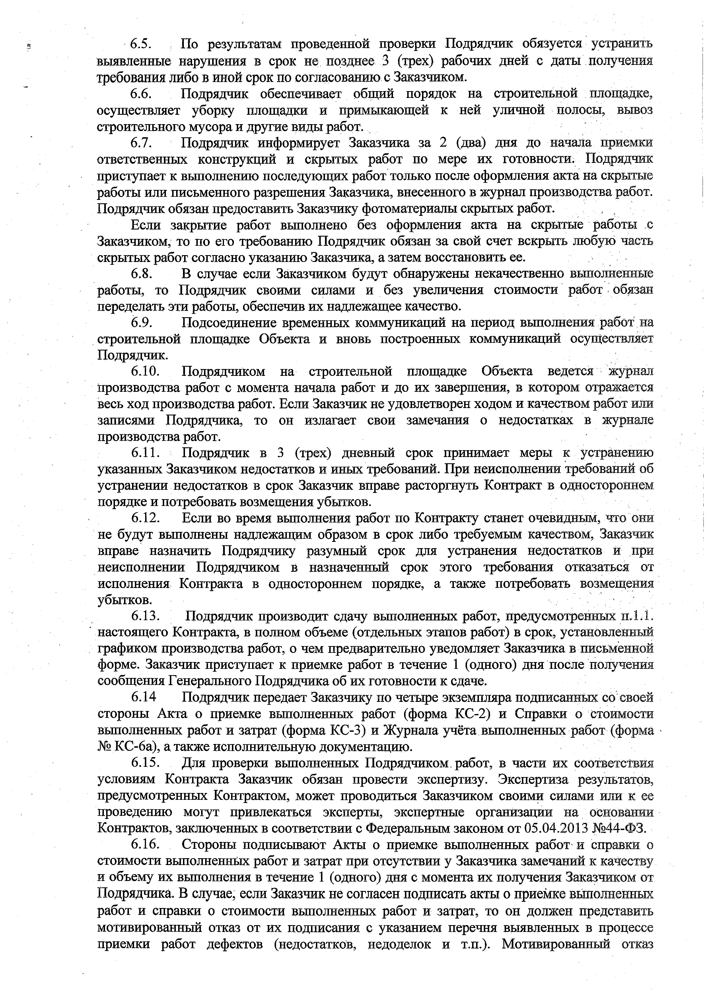 6.5. По результатам проведенной проверки Подрядчик обязуется устранить
выявленные нарушения в срок не позднее 3 (трех) рабочих дней с даты получения
требования либо в иной срок по согласованию с Заказчиком.
6.6. Подрядчик обеспечивает общий порядок на строительной площадке,
осуществляет уборку площадки и примыкающей к ней уличной полосы, вывоз
строительного мусора и другие виды работ.
6.7. Подрядчик информирует Заказчика за 2 (два) дня до начала приемки
ответственных конструкций и скрытых работ по мере их готовности. Подрядчик
приступает к выполнению последующих работ только после оформления акта на скрытые
работы или письменного разрешения Заказчика, внесенного в журнал производства работ.
Подрядчик обязан предоставить Заказчику фотоматериалы скрытых работ.
Если закрытие работ выполнено без оформления акта на скрытые работы с
Заказчиком, то по его требованию Подрядчик обязан за свой счет вскрыть любую часть
скрытых работ согласно указанию Заказчика, а затем восстановить ее.
6.8. В случае если Заказчиком будут обнаружены некачественно выполненные
работы, то Подрядчик своими силами и без увеличения стоимости работ обязан
переделать эти работы, обеспечив их надлежащее качество.
6.9. Подсоединение временных коммуникаций на период выполнения работ на
строительной площадке Объекта и вновь построенных коммуникаций осуществляет
Подрядчик.
6.10. Подрядчиком на строительной площадке Объекта ведется журнал
производства работ с момента начала работ и до их завершения, в котором отражается
весь ход производства работ. Если Заказчик не удовлетворен ходом и качеством работ или
записями Подрядчика, то он излагает свои замечания о недостатках в журнале
производства работ.
6.11. Подрядчик в 3 (трех) дневный срок принимает меры к устранению
указанных Заказчиком недостатков и иных требований. При неисполнении требований об
устранении недостатков в срок Заказчик вправе расторгнуть Контракт в одностороннем
порядке и потребовать возмещения убытков.
6.12. Если во время выполнения работ по Контракту станет очевидным, что они
не будут выполнены надлежащим образом в срок либо требуемым качеством, Заказчик
вправе назначить Подрядчику разумный срок для устранения недостатков и при
неисполнении Подрядчиком в назначенный срок этого требования отказаться от
исполнения Контракта в одностороннем порядке, а также потребовать возмещения
убытков.
6.13. Подрядчик производит сдачу выполненных работ, предусмотренных п.1.1.
настоящего Контракта, в полном объеме (отдельных этапов работ) в срок, установленный
графиком производства работ, о чем предварительно уведомляет Заказчика в письменной
форме. Заказчик приступает к приемке работ в течение 1 (одного) дня после получения
сообщения Генерального Подрядчика об их готовности к сдаче.
6.14 Подрядчик передает Заказчику по четыре экземпляра подписанных со своей
стороны Акта о приемке выполненных работ (форма КС-2) и Справки о стоимости
выполненных работ и затрат (форма КС-3) и Журнала учёта выполненных работ (форма
№ КС-6а), а также исполнительную документацию.
6.15. Для проверки выполненных Подрядчиком работ, в части их соответствия
условиям Контракта Заказчик обязан провести экспертизу. Экспертиза результатов,
предусмотренных Контрактом, может проводиться Заказчиком своими силами или к ее
проведению могут привлекаться эксперты, экспертные организации на основании
Контрактов, заключенных в соответствии с Федеральным законом от 05.04.2013 №44-ФЗ.
6.16. Стороны подписывают Акты о приемке выполненных работ и справки о
стоимости выполненных работ и затрат при отсутствии у Заказчика замечаний к качеству
и объему их выполнения в течение 1 (одного) дня с момента их получения Заказчиком от
Подрядчика. В случае, если Заказчик не согласен подписать акты о приемке выполненных
работ и справки о стоимости выполненных работ и затрат, то он должен представить
мотивированный отказ от их подписания с указанием перечня выявленных в процессе
приемки работ дефектов (недостатков, недоделок и т.п.). Мотивированный отказ